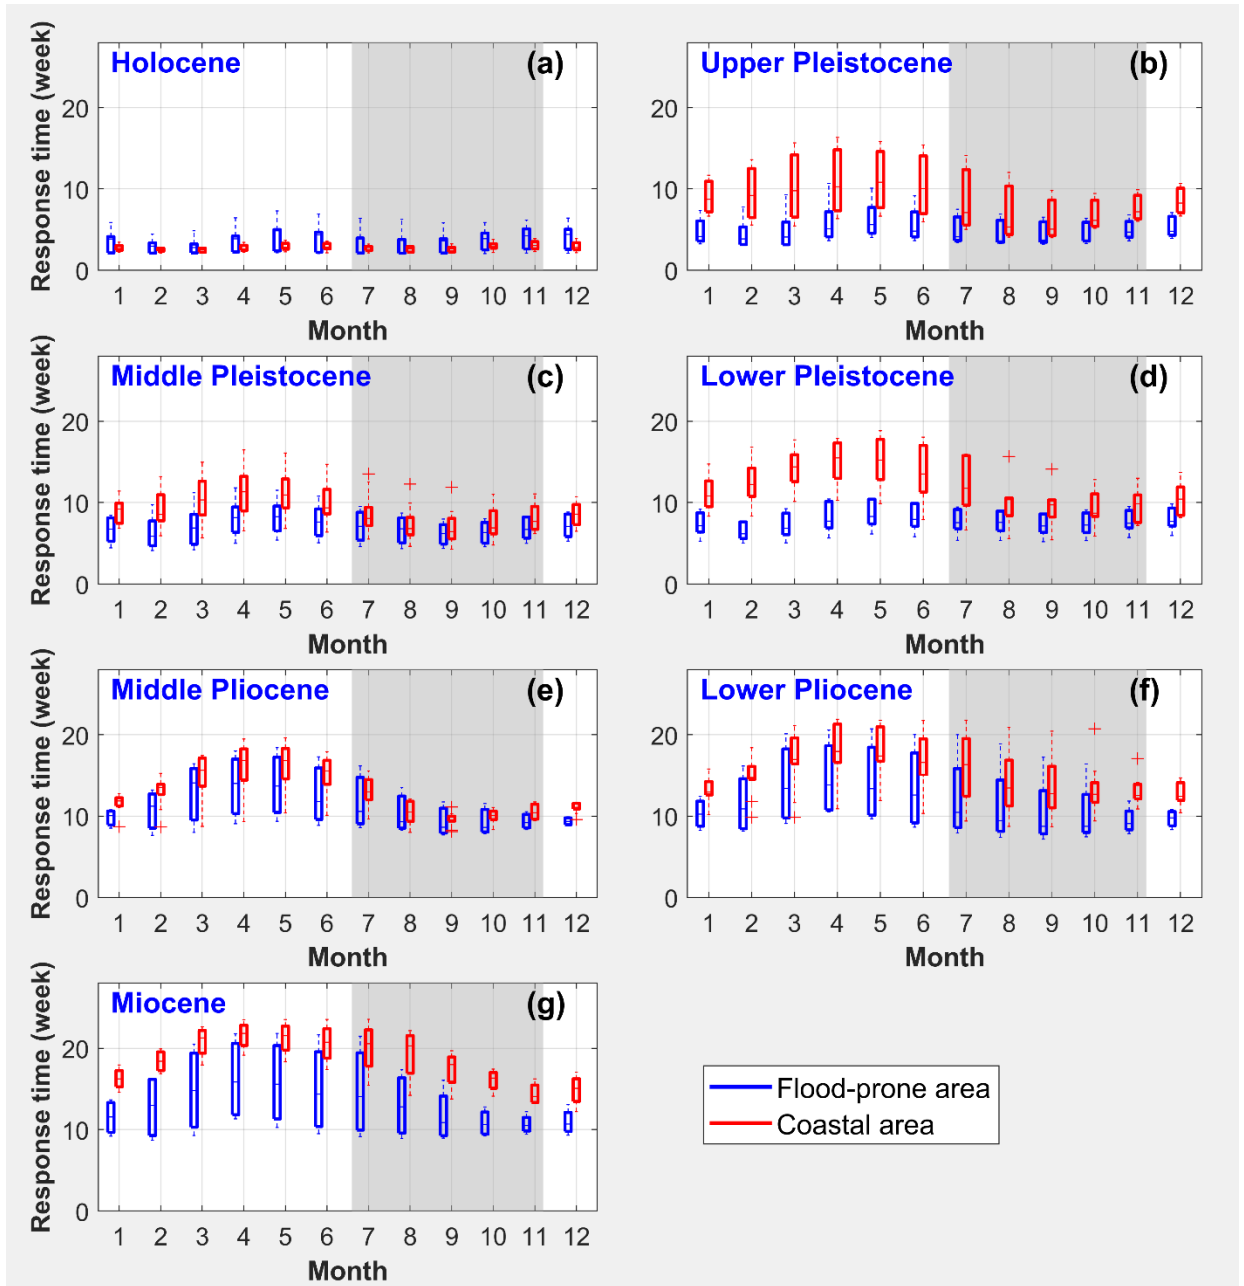 Holocene (a)
Response time (week)
20
10
0
1 2 3 4 5 6 7 8 9 10 11 12
Month
Upper Pleistocene (b)
20
10
0
1 2 3 4 5 6 7 8 9 10 11 12
Month
Middle Pleistocene (c)
Response time (week)
20
10
0
1 2 3 4 5 6 7 8 9 10 11 12
Month
Lower Pleistocene (d)
20
10
0
1 2 3 4 5 6 7 8 9 10 11 12
Month
Middle Pliocene (e)
Response time (week)
20
10
0
1 2 3 4 5 6 7 8 9 10 11 12
Month
Lower Pliocene (f)
20
10
0
1 2 3 4 5 6 7 8 9 10 11 12
Month
Miocene (g)
Response time (week)
20
10
0
1 2 3 4 5 6 7 8 9 10 11 12
Month
Flood-prone area
Coastal area